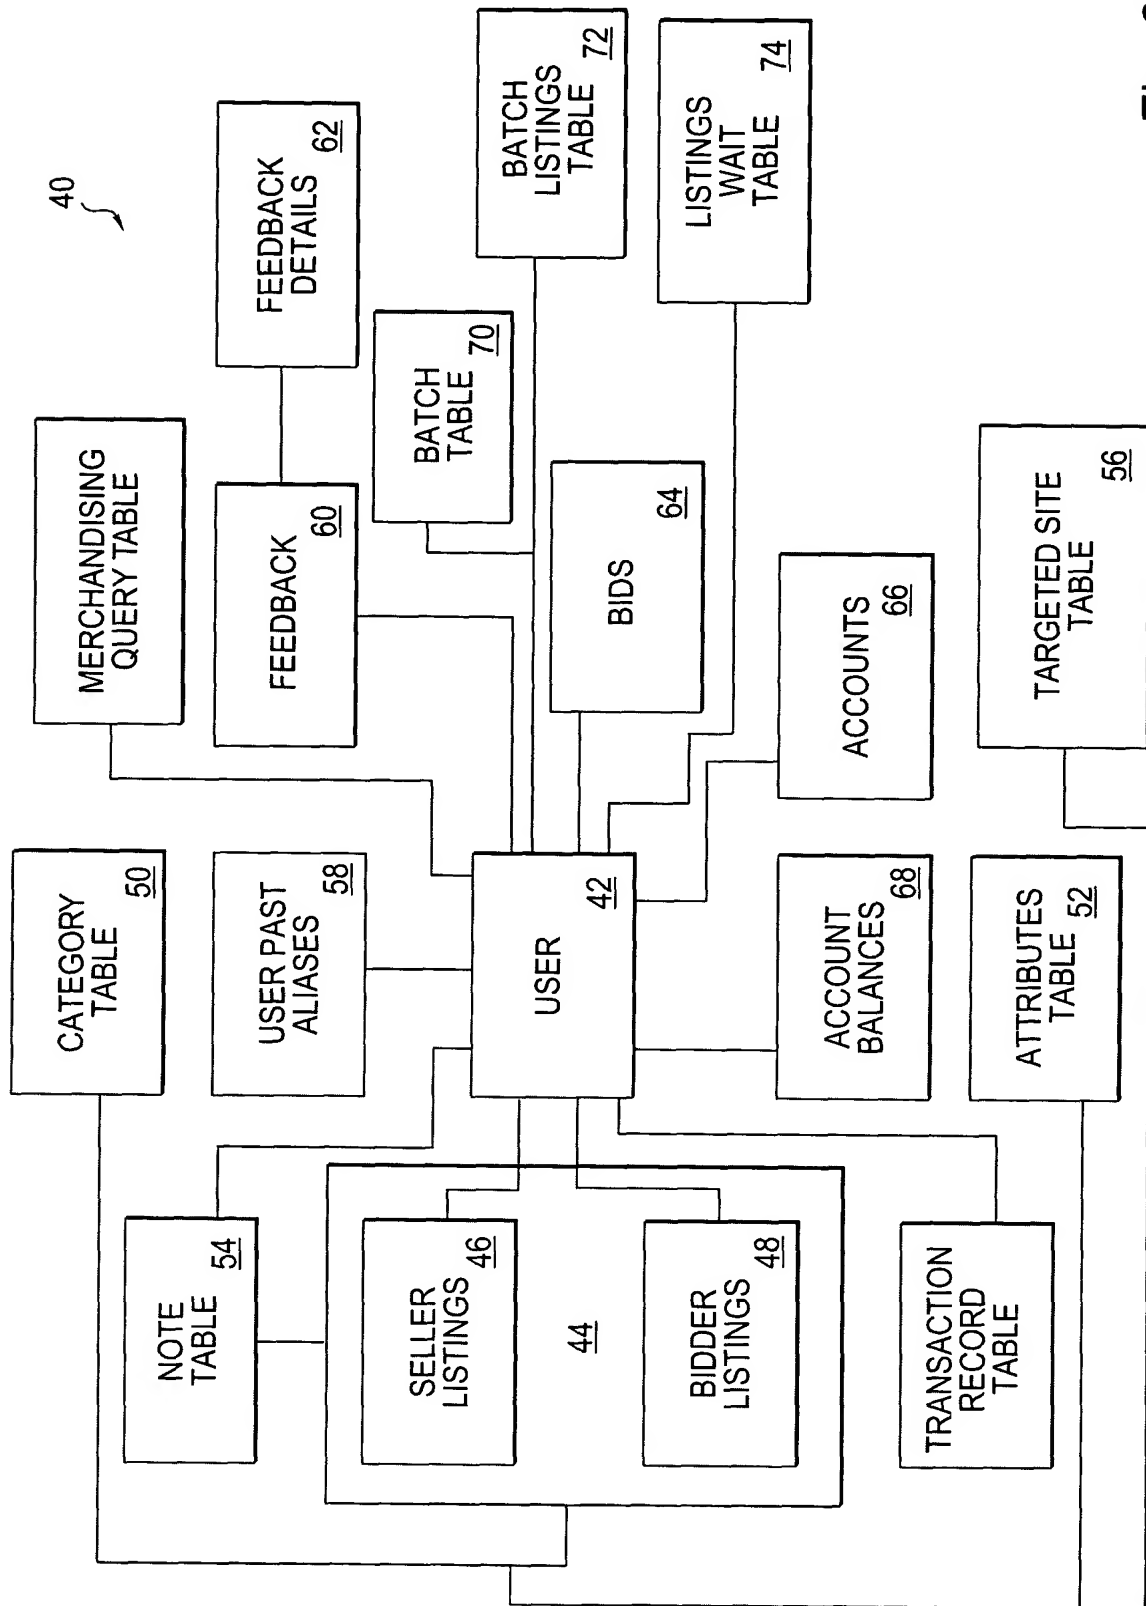 40
CATEGORY
TABLE
50
MERCHANDISING
QUERY TABLE
NOTE
TABLE
54
USER PAST
ALIASES
58
FEEDBACK
60
FEEDBACK
DETAILS
62
BATCH
TABLE
70
BATCH
LISTINGS
TABLE
72
SELLER
LISTINGS
46
44
BIDDER
LISTINGS
48
USER
42
BIDS
64
LISTINGS
WAIT
TABLE
74
TRANSACTION
RECORD
TABLE
ACCOUNT
BALANCES
68
ACCOUNTS
66
ATTRIBUTES
TABLE
52
TARGETED SITE
TABLE
56